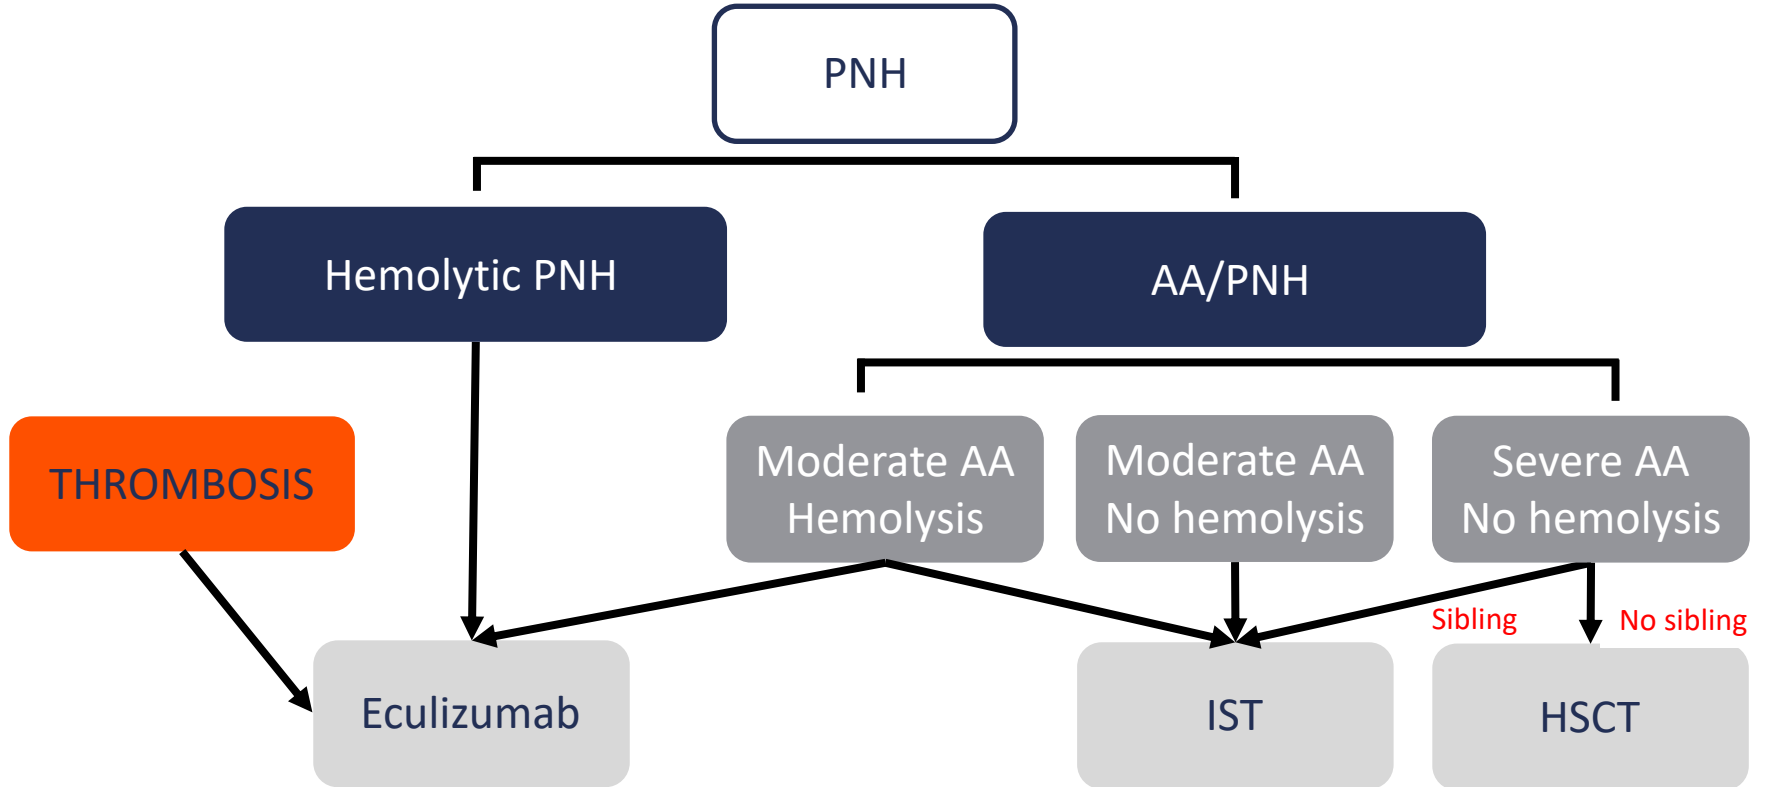 PNH
Hemolytic PNH
AA/PNH
THROMBOSIS
Moderate AA
Hemolysis
Moderate AA
No hemolysis
Severe AA
No hemolysis
Sibling
No sibling
Eculizumab
IST
HSCT